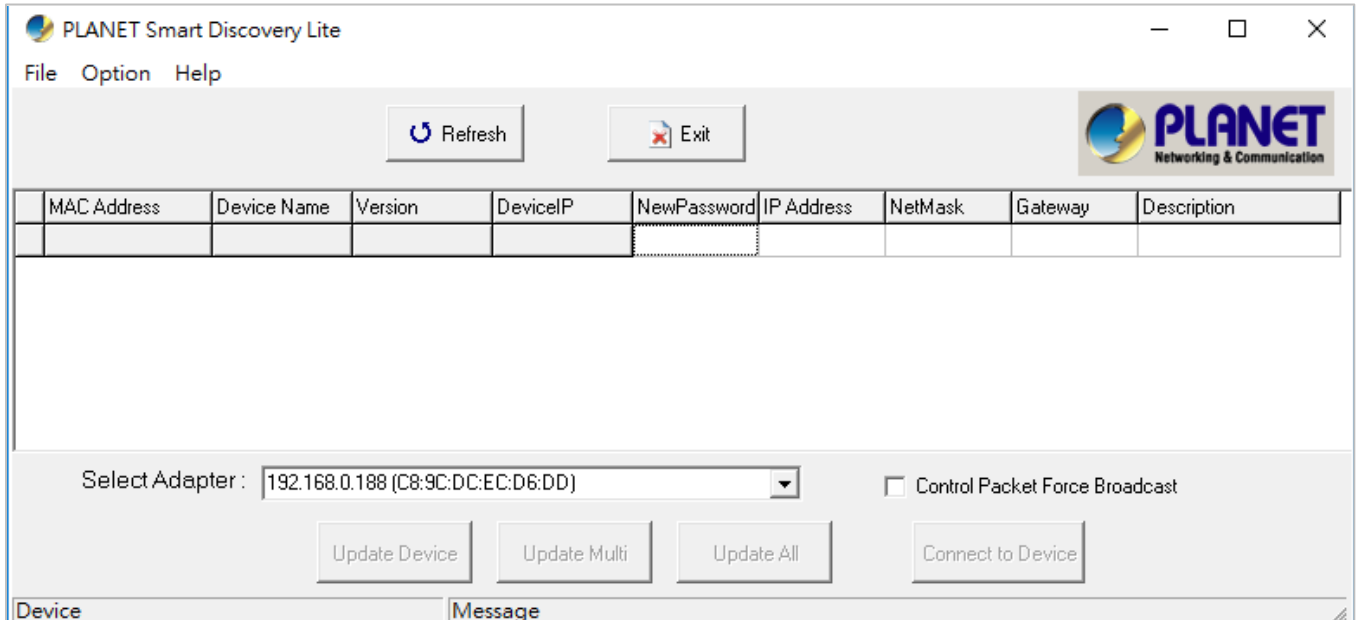 PLANET Smart Discovery Lite
File Option Help
Refresh Exit PLANET
Networking & Communication
MAC Address Device Name Version DeviceIP NewPassword IP Address NetMask Gateway Description
Select Adapter : 192.168.0.188 (C8:9C:DC:EC:D6:DD) Control Packet Force Broadcast
Update Device Update Multi Update All Connect to Device
Device Message